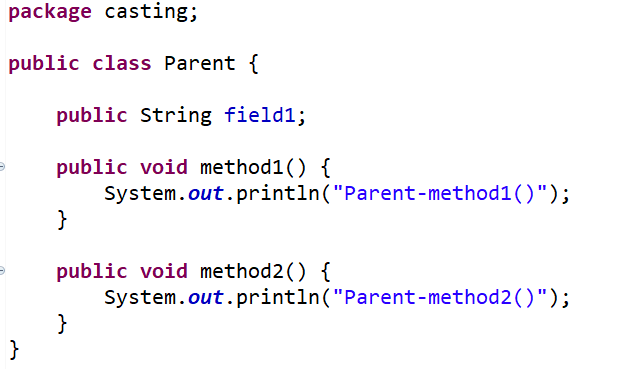 package casting;
public class Parent {
public String field1;
public void method1() {
System.out.println("Parent-method1()");
}
public void method2() {
System.out.println("Parent-method2()");
}
}